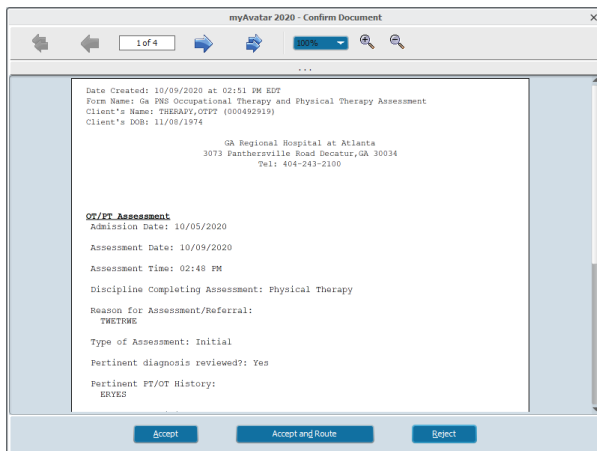 myAvatar 2020 - Confirm Document
1 of 4
100%
...
Date Created: 10/09/2020 at 02:51 PM EDT
Form Name: Ga PNS Occupational Therapy and Physical Therapy Assessment
Client's Name: THERAPY,OTPT (000492919)
Client's DOB: 11/08/1974
GA Regional Hospital at Atlanta
3073 Panthersville Road Decatur,GA 30034
Tel: 404-243-2100
OT/PT Assessment
Admission Date: 10/05/2020
Assessment Date: 10/09/2020
Assessment Time: 02:48 PM
Discipline Completing Assessment: Physical Therapy
Reason for Assessment/Referral:
TWETRWE
Type of Assessment: Initial
Pertinent diagnosis reviewed?: Yes
Pertinent PT/OT History:
ERYES
Accept
Accept and Route
Reject